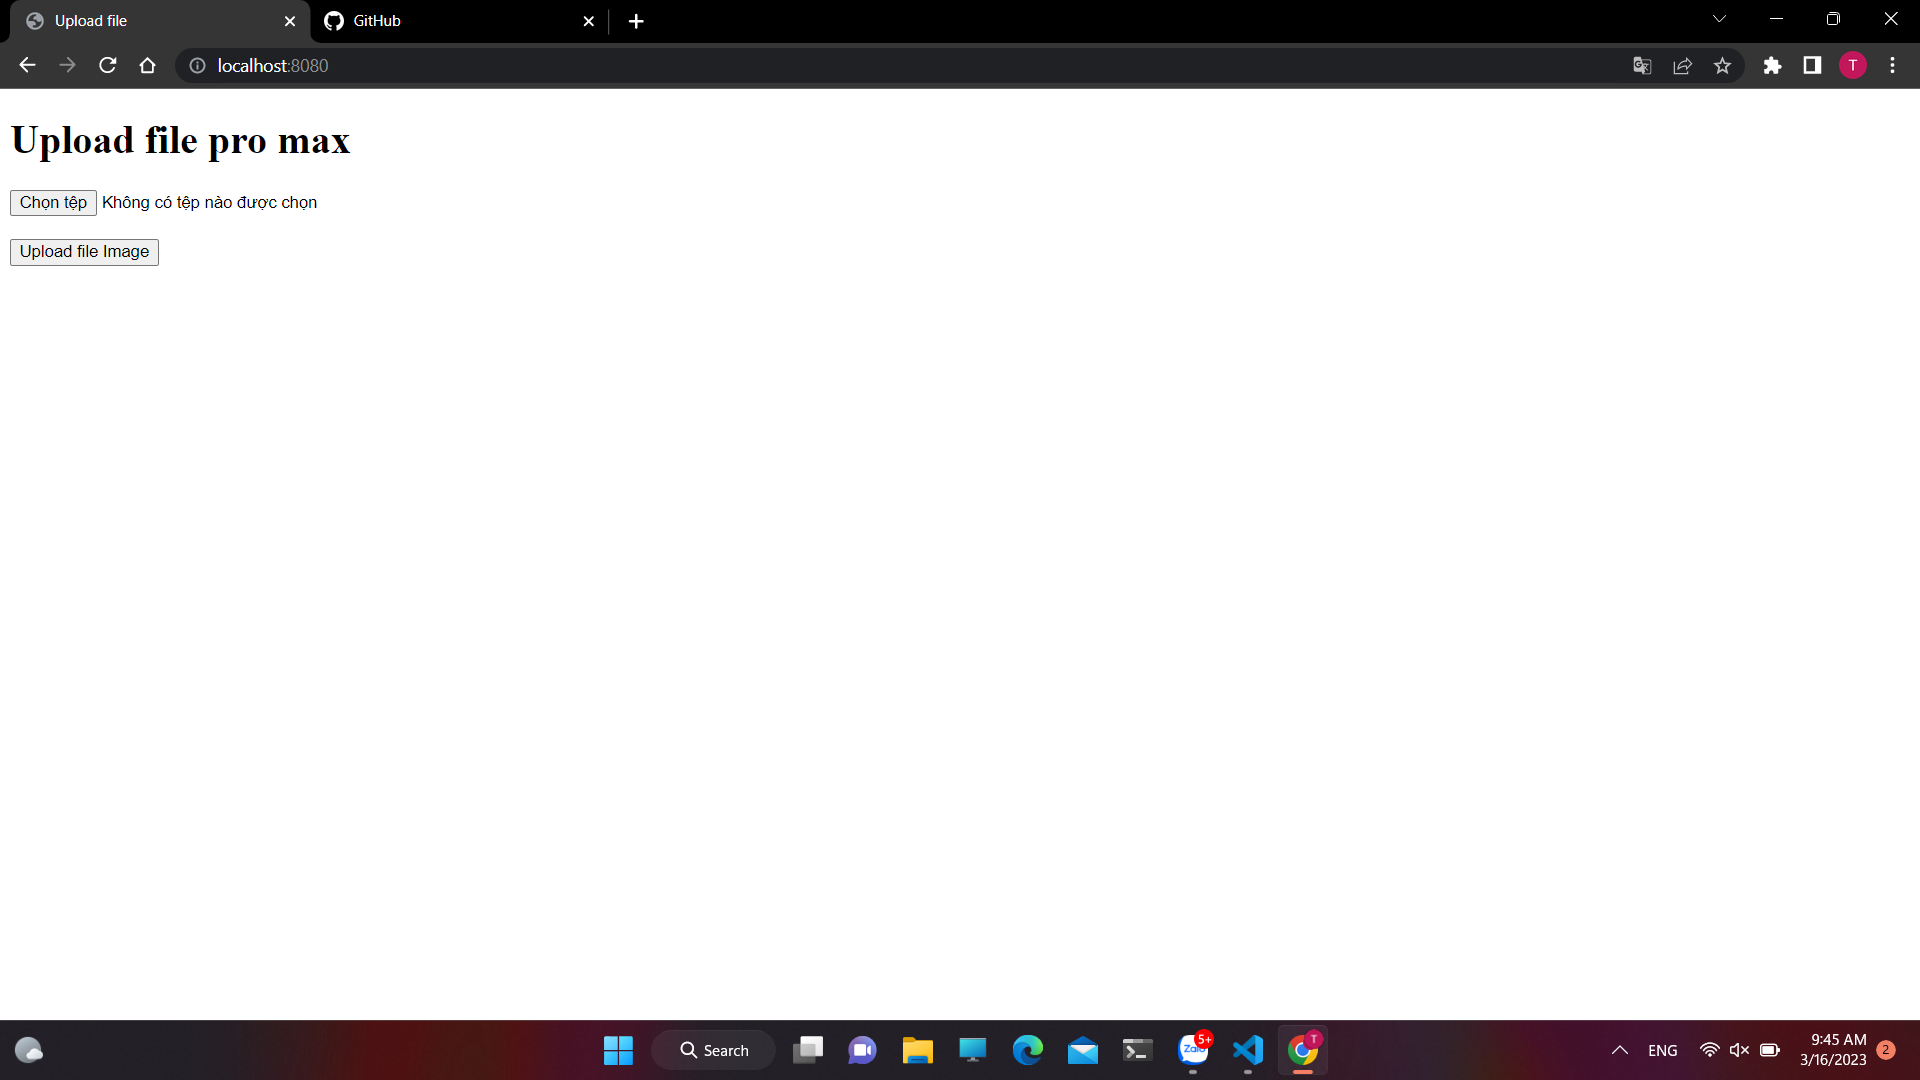 Upload file
GitHub
localhost:8080
T
Upload file pro max
Chọn tệp Không có tệp nào được chọn
Upload file Image
Search
Zalo
5+
T
ENG
9:45 AM
3/16/2023
2